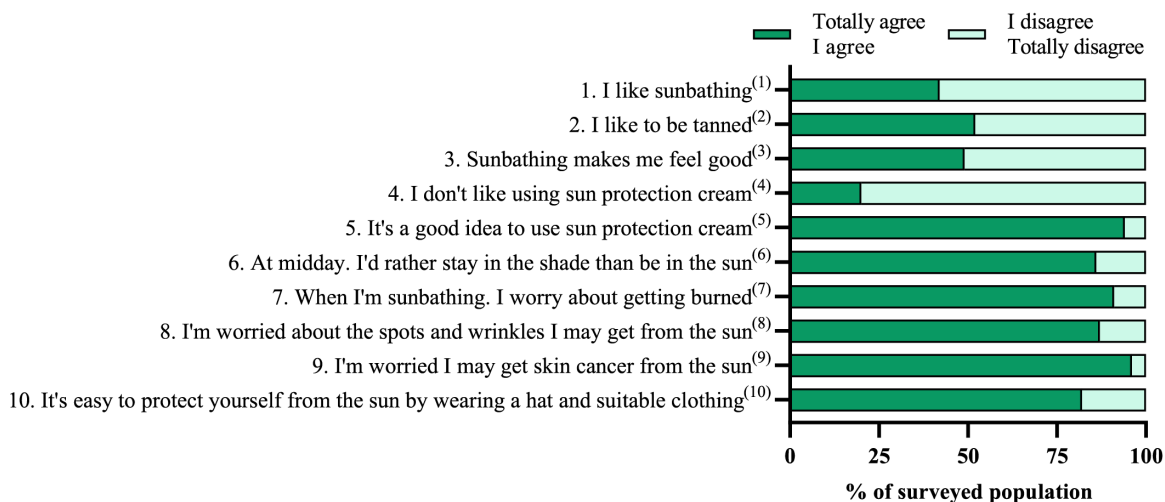 Totally agree
I agree
I disagree
Totally disagree
1. I like sunbathing(1)
2. I like to be tanned(2)
3. Sunbathing makes me feel good(3)
4. I don't like using sun protection cream(4)
5. It's a good idea to use sun protection cream(5)
6. At midday. I'd rather stay in the shade than be in the sun(6)
7. When I'm sunbathing. I worry about getting burned(7)
8. I'm worried about the spots and wrinkles I may get from the sun(8)
9. I'm worried I may get skin cancer from the sun(9)
10. It's easy to protect yourself from the sun by wearing a hat and suitable clothing(10)
0 25 50 75 100
% of surveyed population